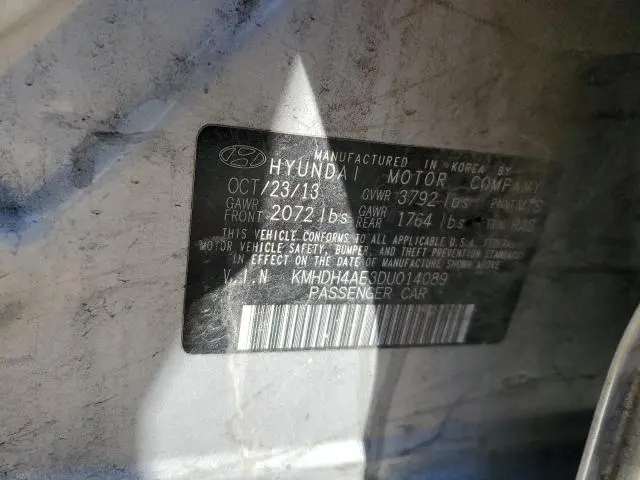 MANUFACTURED IN KOREA BY
HYUNDAI MOTOR COMPANY
OCT/23/13 GVWR 3792 lbs PAINT
GAWR FRONT 2072 lbs GAWR REAR 1764 lbs TRIM
THIS VEHICLE CONFORMS TO ALL APPLICABLE U.S.A. FEDERAL
MOTOR VEHICLE SAFETY, BUMPER, AND THEFT PREVENTION
STANDARDS IN EFFECT ON THE DATE OF MANUFACTURE
SHOWN ABOVE.
V.I.N KMHDH4AE3DU014089
PASSENGER CAR